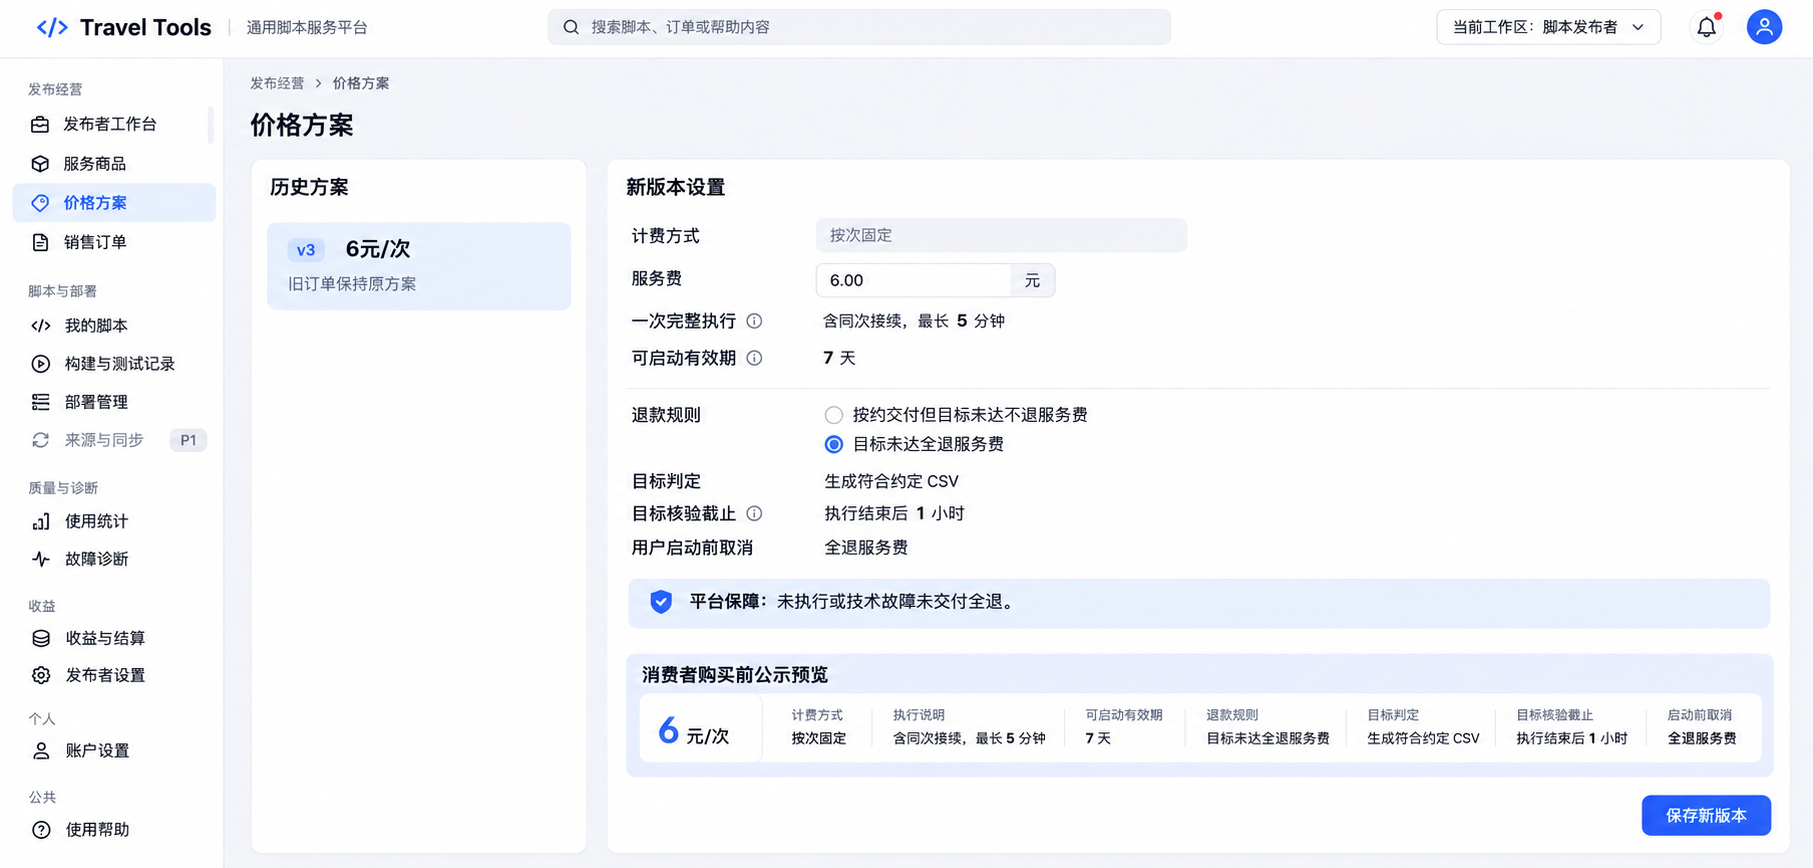 </> Travel Tools | 通用脚本服务平台
搜索脚本、订单或帮助内容
当前工作区：脚本发布者
发布经营
发布者工作台
服务商品
价格方案
销售订单
脚本与部署
</> 我的脚本
构建与测试记录
部署管理
来源与同步 P1
质量与诊断
使用统计
故障诊断
收益
收益与结算
发布者设置
个人
账户设置
公共
使用帮助
发布经营 > 价格方案
价格方案
历史方案
v3 6元/次
旧订单保持原方案
新版本设置
计费方式 按次固定
服务费 6.00 元
一次完整执行 含同次接续，最长 5 分钟
可启动有效期 7 天
退款规则 按约交付但目标未达不退服务费
目标未达全退服务费
目标判定 生成符合约定 CSV
目标核验截止 执行结束后 1 小时
用户启动前取消 全退服务费
平台保障：未执行或技术故障未交付全退。
消费者购买前公示预览
6 元/次
计费方式
按次固定
执行说明
含同次接续，最长 5 分钟
可启动有效期
7 天
退款规则
目标未达全退服务费
目标判定
生成符合约定 CSV
目标核验截止
执行结束后 1 小时
启动前取消
全退服务费
保存新版本